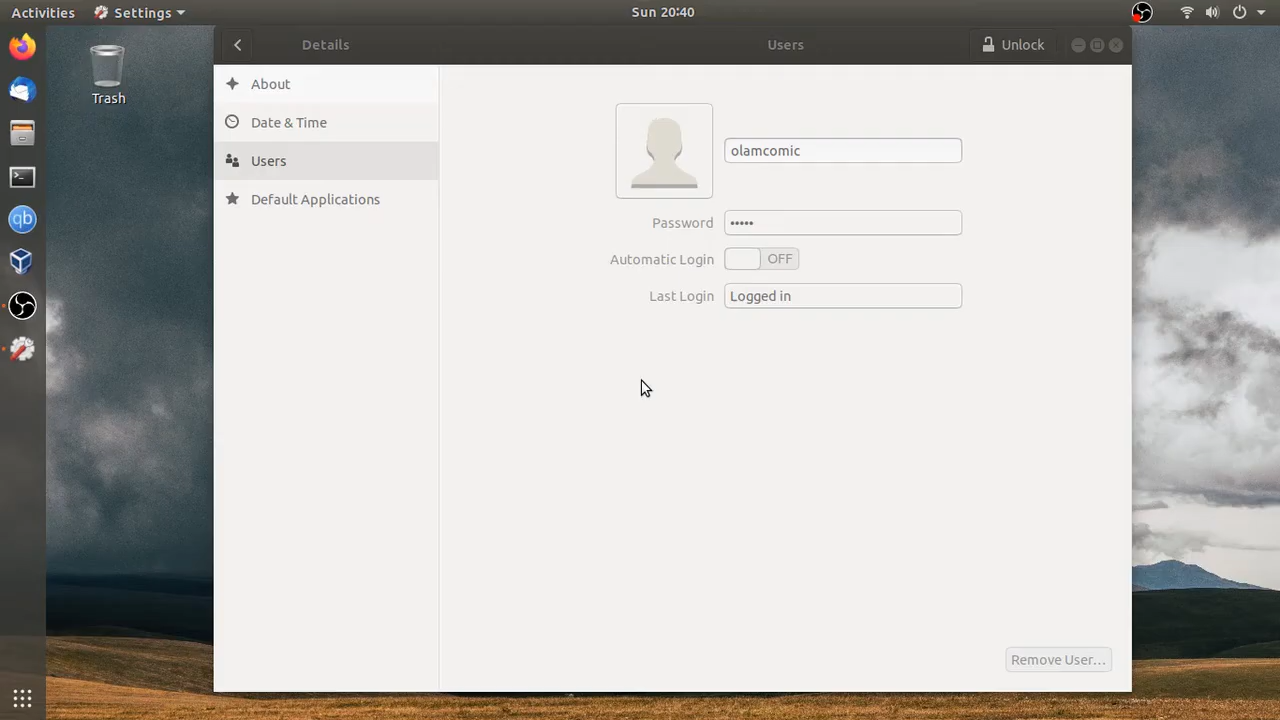 Activities
Settings
Sun 20:40
Trash
Details
Users
Unlock
About
Date & Time
Users
Default Applications
olamcomic
Password
•••••
Automatic Login
OFF
Last Login
Logged in
Remove User…
qb